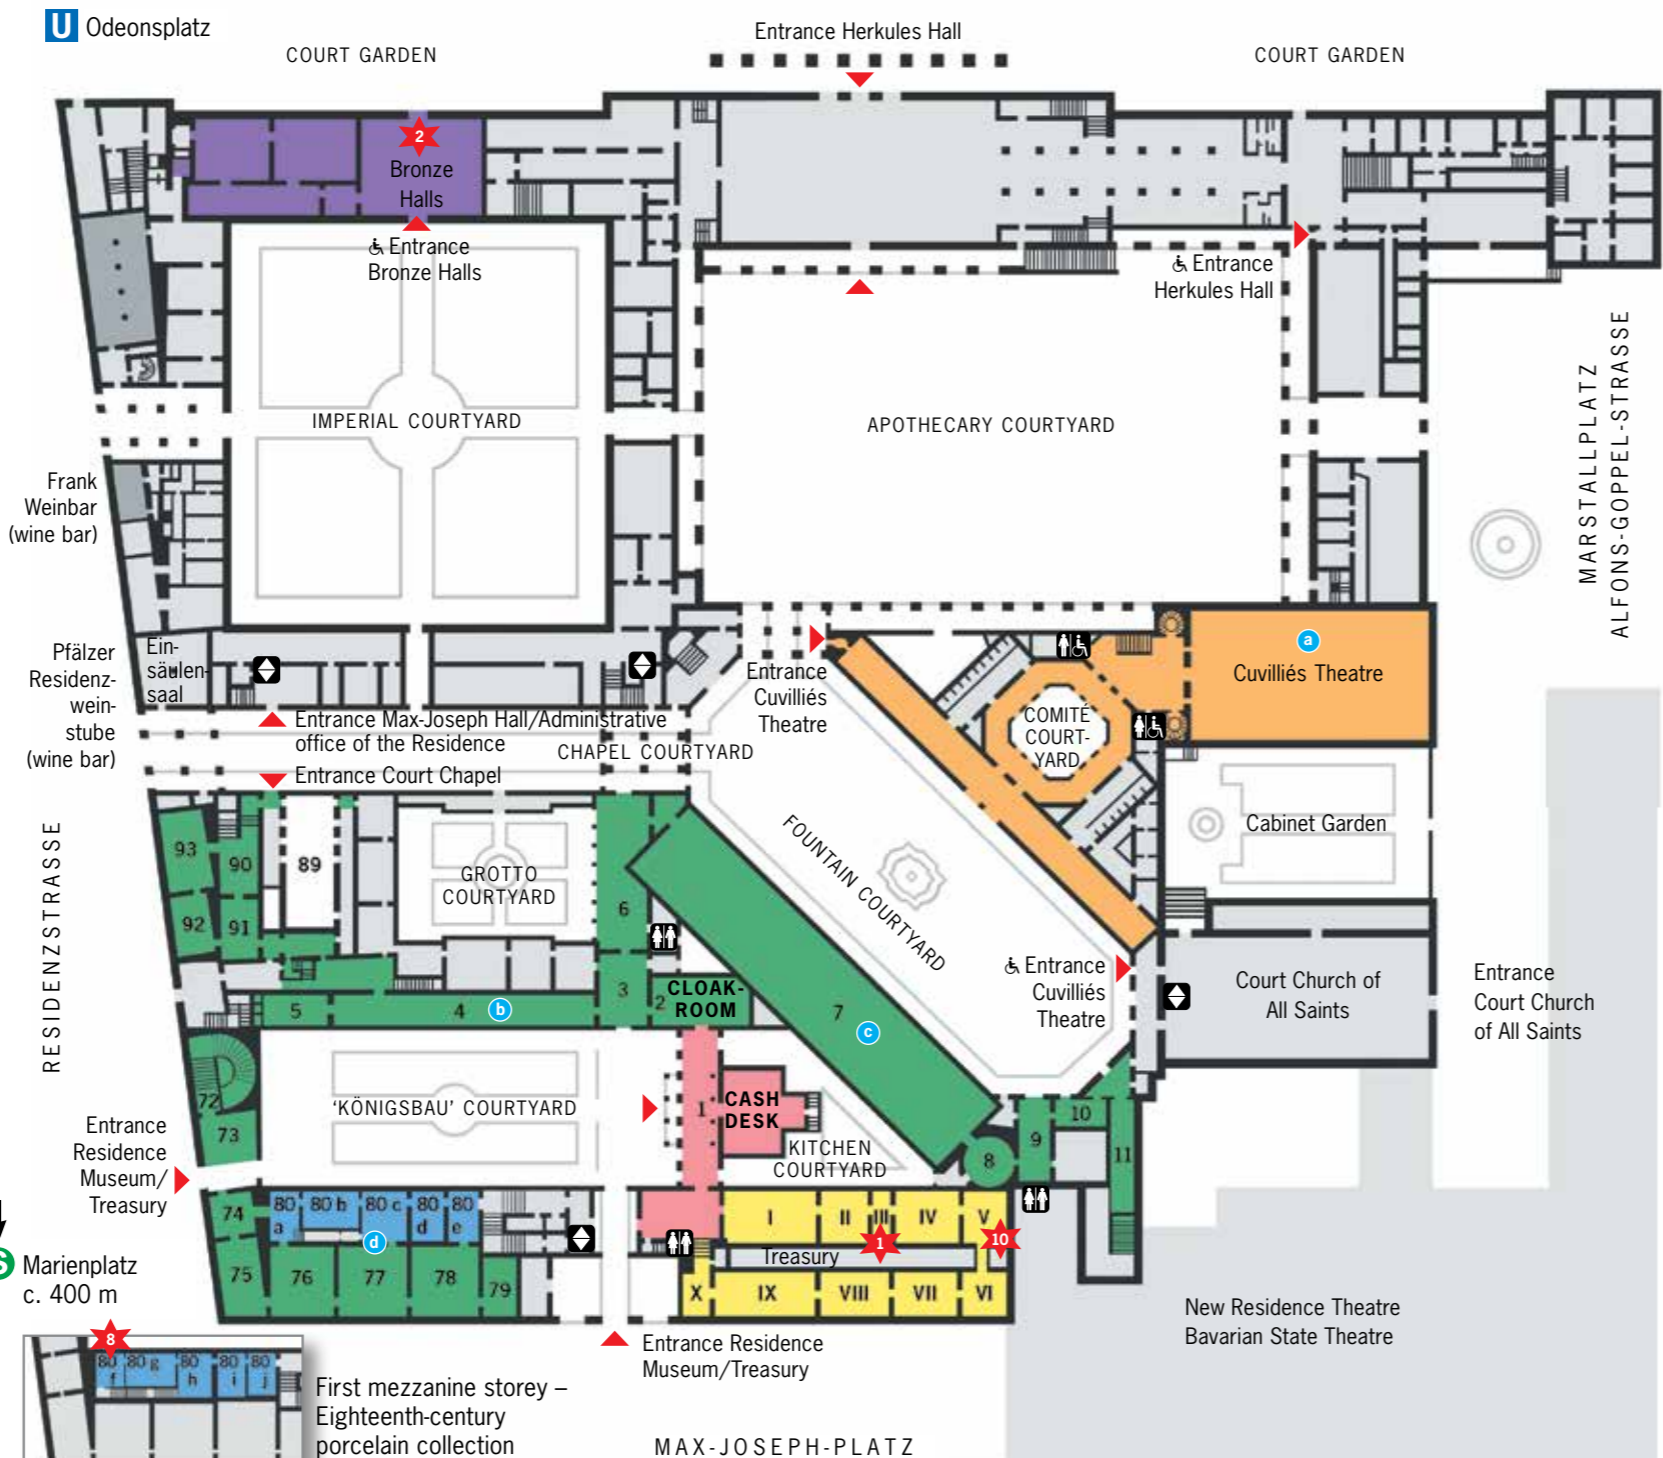 U Odeonsplatz
COURT GARDEN
Entrance Herkules Hall
COURT GARDEN
2
Bronze
Halls
Entrance
Bronze Halls
Entrance
Herkules Hall
IMPERIAL COURTYARD
APOTHECARY COURTYARD
MARSTALLPLATZ
ALFONS-GOPPEL-STRASSE
Frank
Weinbar
(wine bar)
Pfälzer
Residenz-
wein-
stube
(wine bar)
Ein-
säulen-
saal
Entrance
Cuvilliés
Theatre
a
Cuvilliés Theatre
COMITÉ
COURT-
YARD
Entrance Max-Joseph Hall/Administrative
office of the Residence
CHAPEL COURTYARD
Entrance Court Chapel
RESIDENZSTRASSE
93
90
89
92
91
GROTTO
COURTYARD
6
FOUNTAIN COURTYARD
Cabinet Garden
Entrance
Cuvilliés
Theatre
Court Church of
All Saints
Entrance
Court Church
of All Saints
5
4
b
3
2
CLOAK-
ROOM
7
c
72
73
'KÖNIGSBAU' COURTYARD
1
CASH
DESK
KITCHEN
COURTYARD
8
9
10
11
Entrance
Residence
Museum/
Treasury
74
80
a
80 b
80 c
80
d
80
e
d
75
76
77
78
79
I
II
III
IV
V
1
10
Treasury
X
IX
VIII
VII
VI
S Marienplatz
c. 400 m
Entrance Residence
Museum/Treasury
New Residence Theatre
Bavarian State Theatre
8
80
f
80 g
80
h
80
i
80
j
First mezzanine storey –
Eighteenth-century
porcelain collection
MAX-JOSEPH-PLATZ